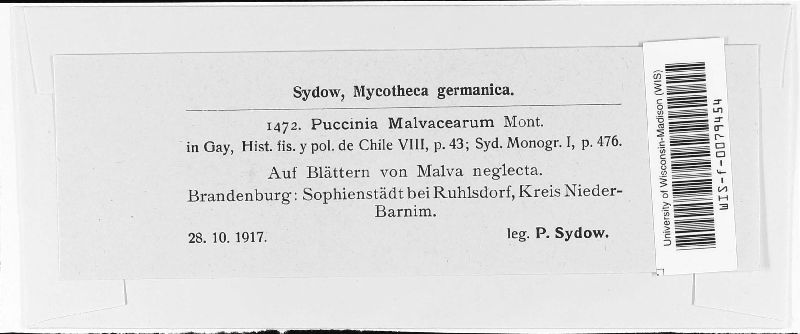 Sydow, Mycotheca germanica.
1472. Puccinia Malvacearum Mont.
in Gay, Hist. fis. y pol. de Chile VIII, p. 43; Syd. Monogr. I, p. 476.
Auf Blättern von Malva neglecta.
Brandenburg: Sophienstädt bei Ruhlsdorf, Kreis Nieder-
Barnim.
28. 10. 1917. leg. P. Sydow.
University of Wisconsin-Madison (WIS)
WIS-f-0079454